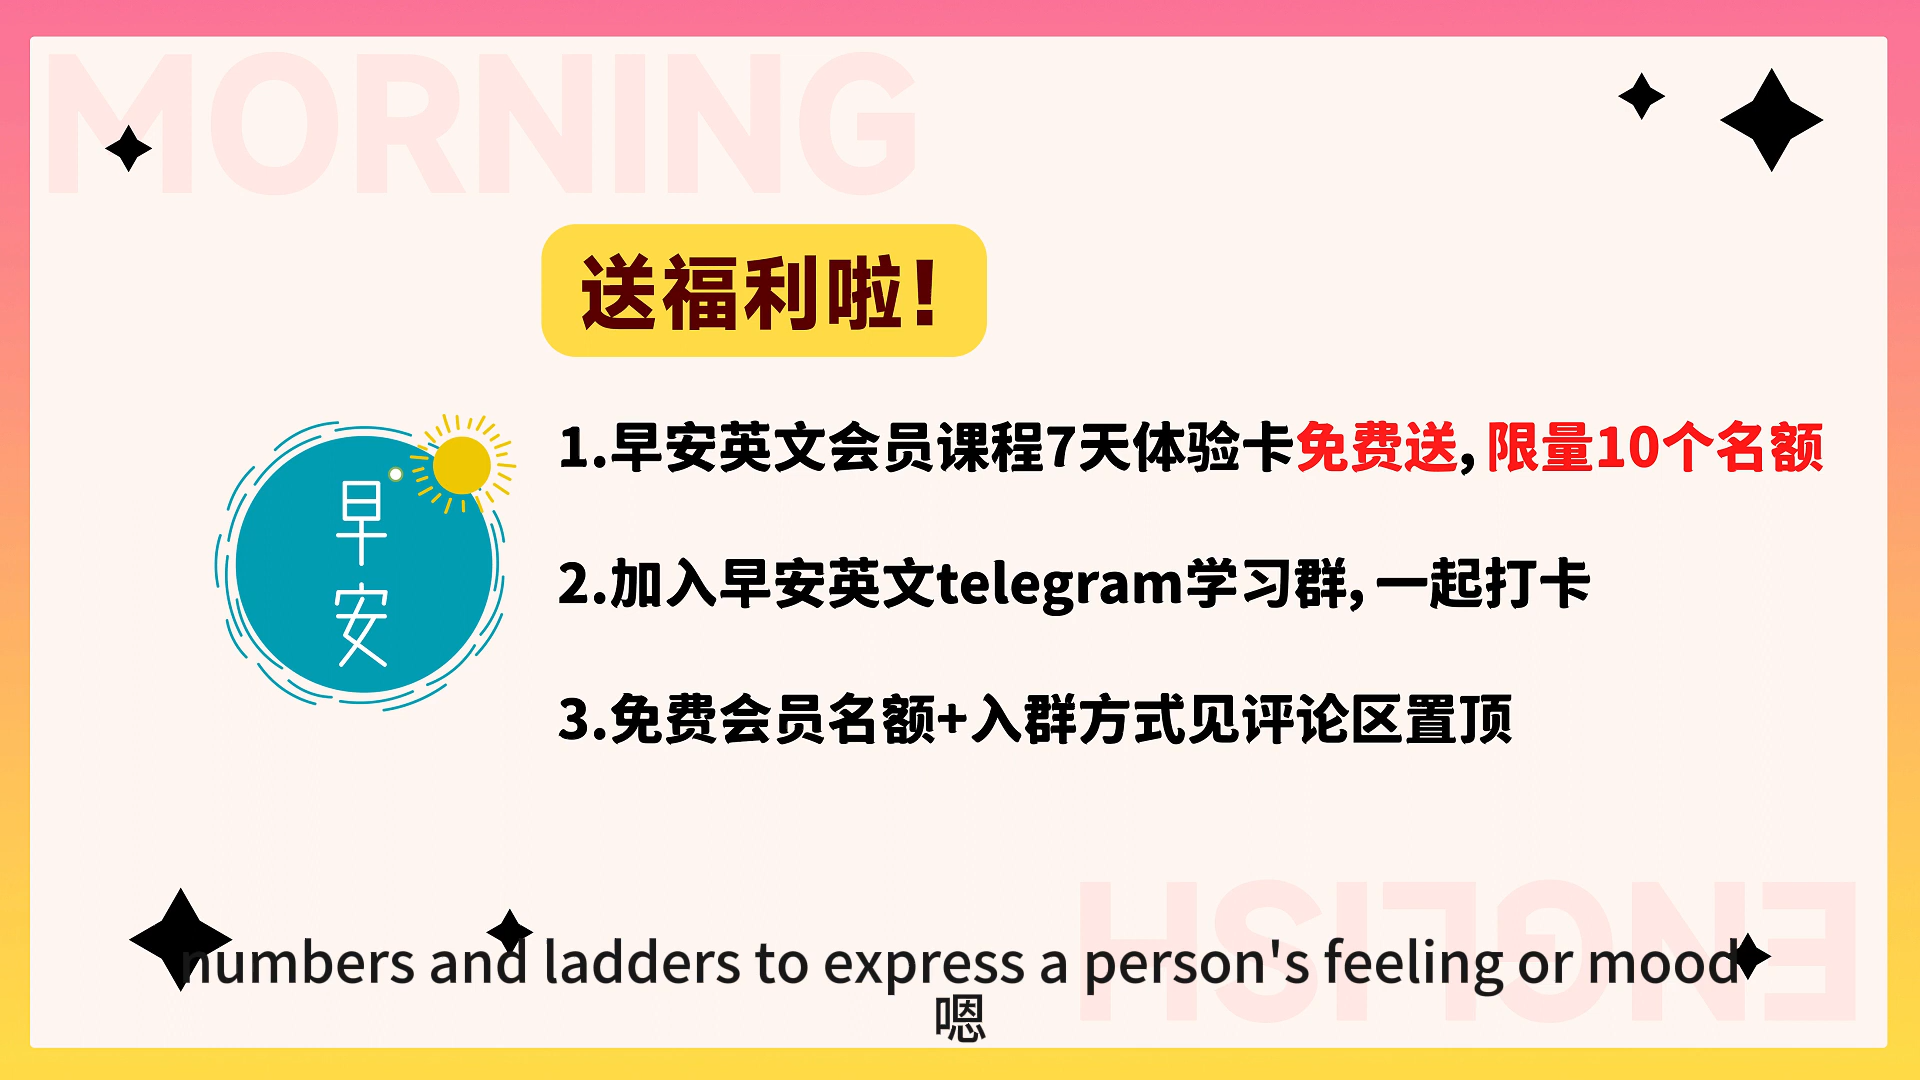 MORNING
送福利啦!
早安
1.早安英文会员课程7天体验卡免费送, 限量10个名额
2.加入早安英文telegram学习群, 一起打卡
3.免费会员名额+入群方式见评论区置顶
ENGLISH
numbers and ladders to express a person's feeling or mood
嗯